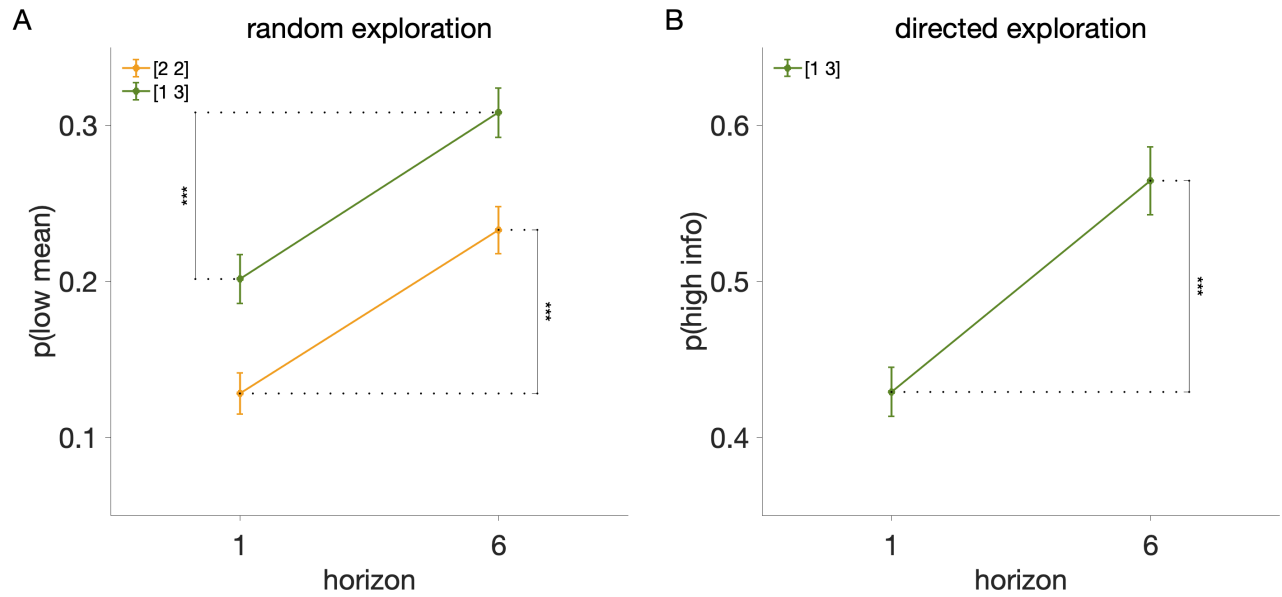 A
random exploration
[2 2]
[1 3]
0.3
0.2
0.1
p(low mean)
***
***
1
6
horizon
B
directed exploration
[1 3]
0.6
0.5
0.4
p(high info)
***
1
6
horizon